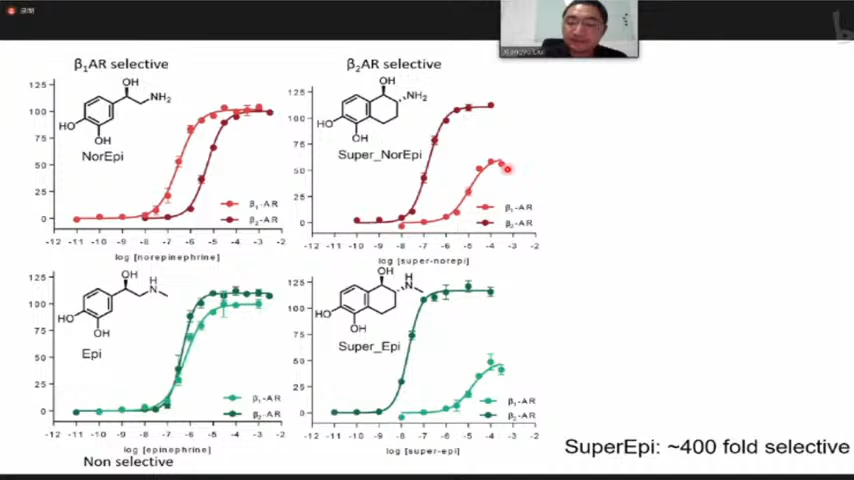 录制
Xiangyu Liu
β₁AR selective
β₂AR selective
125
100
75
50
25
0
OH
NH₂
HO
OH
NorEpi
β₁-AR
β₂-AR
-12 -11 -10 -9 -8 -7 -6 -5 -4 -3 -2
log [norepinephrine]
125
100
75
50
25
0
OH
NH₂
HO
OH
Super_NorEpi
β₁-AR
β₂-AR
-12 -11 -10 -9 -8 -7 -6 -5 -4 -3 -2
log [super-norepi]
125
100
75
50
25
0
OH
H
N
HO
OH
Epi
β₁-AR
β₂-AR
-12 -11 -10 -9 -8 -7 -6 -5 -4 -3 -2
log [epinephrine]
Non selective
125
100
75
50
25
0
OH
H
N
HO
OH
Super_Epi
β₁-AR
β₂-AR
-12 -11 -10 -9 -8 -7 -6 -5 -4 -3 -2
log [super-epi]
SuperEpi: ~400 fold selective